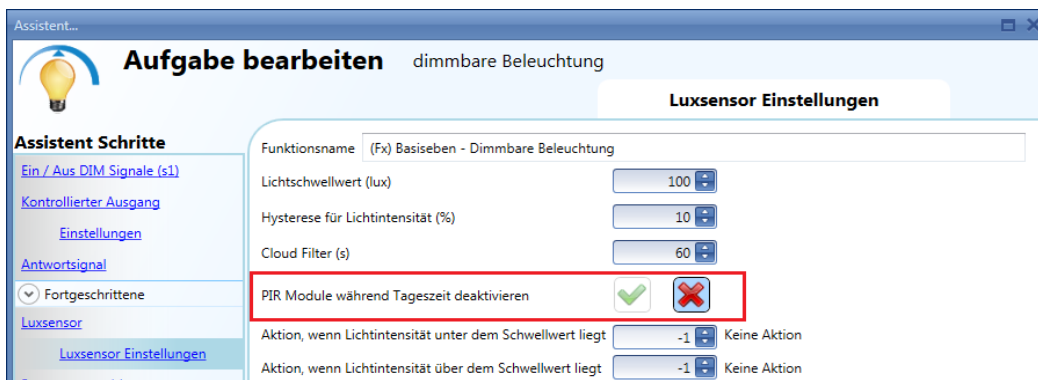 Assistent...
Aufgabe bearbeiten dimmbare Beleuchtung
Luxsensor Einstellungen
Assistent Schritte
Ein / Aus DIM Signale (s1)
Kontrollierter Ausgang
Einstellungen
Antwortsignal
Fortgeschrittene
Luxsensor
Luxsensor Einstellungen
Funktionsname (Fx) Basiseben - Dimmbare Beleuchtung
Lichtschwellwert (lux) 100
Hysterese für Lichtintensität (%) 10
Cloud Filter (s) 60
PIR Module während Tageszeit deaktivieren
Aktion, wenn Lichtintensität unter dem Schwellwert liegt -1 Keine Aktion
Aktion, wenn Lichtintensität über dem Schwellwert liegt -1 Keine Aktion